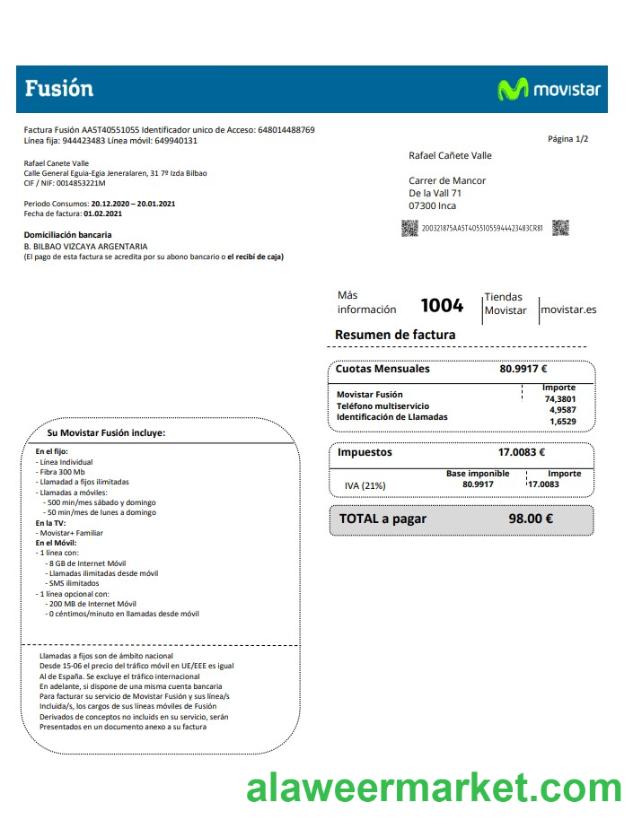 Fusión
movistar
Factura Fusión AA5T40551055 Identificador unico de Acceso: 648014488769
Línea fija: 944423483 Línea móvil: 649940131
Página 1/2
Rafael Canete Valle
Calle General Eguia-Egia Jeneralaren, 31 7º Izda Bilbao
CIF / NIF: 0014853221M
Rafael Cañete Valle
Carrer de Mancor
De la Vall 71
07300 Inca
Periodo Consumos: 20.12.2020 – 20.01.2021
Fecha de factura: 01.02.2021
200321875AA5T40551055944423483CR81
Domiciliación bancaria
B. BILBAO VIZCAYA ARGENTARIA
(El pago de esta factura se acredita por su abono bancario o el recibí de caja)
Más información
1004
Tiendas Movistar
movistar.es
Resumen de factura
Cuotas Mensuales 80.9917 €
Importe
Movistar Fusión 74,3801
Teléfono multiservicio 4,9587
Identificación de Llamadas 1,6529
Impuestos 17.0083 €
Base imponible Importe
IVA (21%) 80.9917 17.0083
TOTAL a pagar 98.00 €
Su Movistar Fusión incluye:
En el fijo:
- Línea Individual
- Fibra 300 Mb
- Llamadad a fijos ilimitadas
- Llamadas a móviles:
- 500 min/mes sábado y domingo
- 50 min/mes de lunes a domingo
En la TV:
- Movistar+ Familiar
En el Móvil:
- 1 línea con:
- 8 GB de Internet Móvil
- Llamadas ilimitadas desde móvil
- SMS ilimitados
- 1 línea opcional con:
- 200 MB de Internet Móvil
- 0 céntimos/minuto en llamadas desde móvil
Llamadas a fijos son de ámbito nacional
Desde 15-06 el precio del tráfico móvil en UE/EEE es igual
Al de España. Se excluye el tráfico internacional
En adelante, si dispone de una misma cuenta bancaria
Para facturar su servicio de Movistar Fusión y sus línea/s
Incluida/s, los cargos de sus líneas móviles de Fusión
Derivados de conceptos no incluids en su servicio, serán
Presentados en un documento anexo a su factura
alaweermarket.com